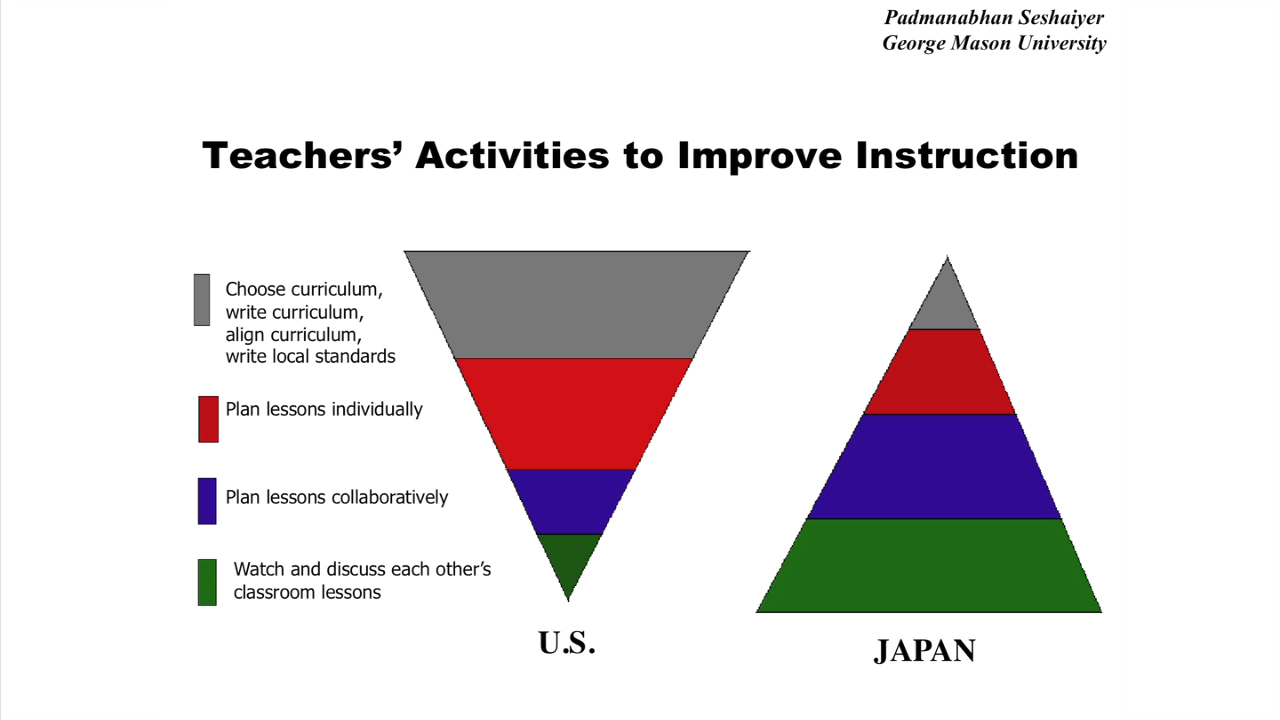 Padmanabhan Seshaiyer
George Mason University
Teachers’ Activities to Improve Instruction
Choose curriculum,
write curriculum,
align curriculum,
write local standards
Plan lessons individually
Plan lessons collaboratively
Watch and discuss each other’s
classroom lessons
U.S.
JAPAN